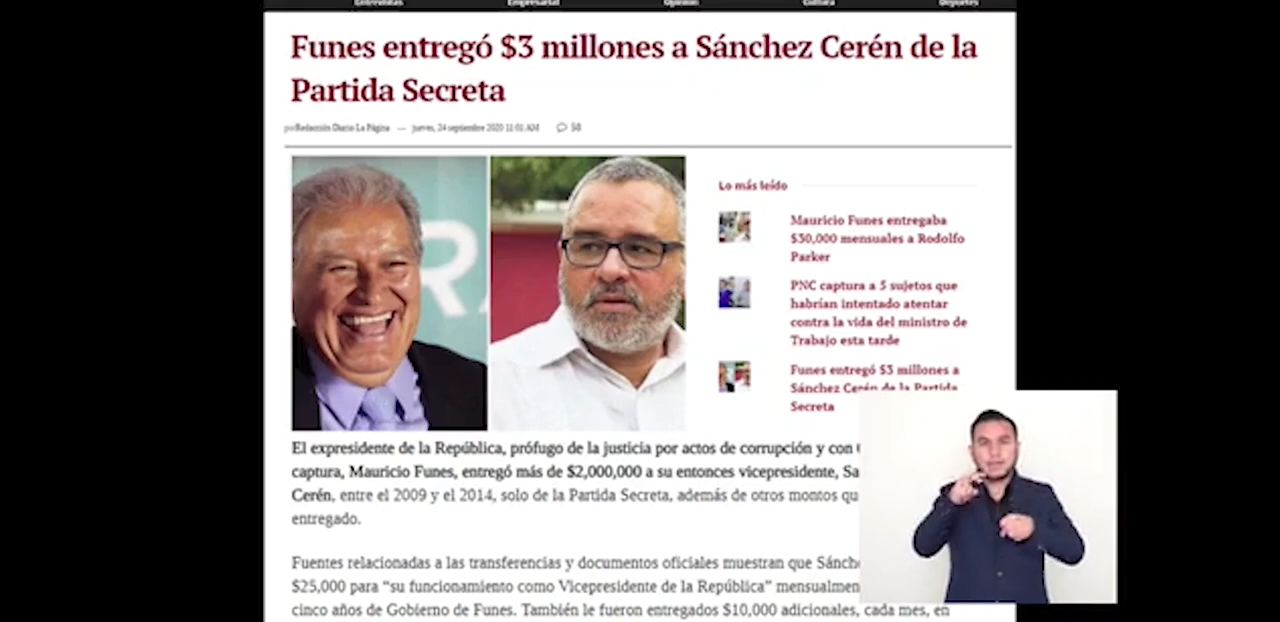 Entrevistas Empresarial Opinión Cultura Deportes
Funes entregó $3 millones a Sánchez Cerén de la
Partida Secreta
por Redacción Diario La Página — jueves, 24 septiembre 2020 11:01 AM 58
Lo más leído
Mauricio Funes entregaba
$30,000 mensuales a Rodolfo
Parker
PNC captura a 5 sujetos que
habrían intentado atentar
contra la vida del ministro de
Trabajo esta tarde
Funes entregó $3 millones a
Sánchez Cerén de la Partida
Secreta
El expresidente de la República, prófugo de la justicia por actos de corrupción y con
captura, Mauricio Funes, entregó más de $2,000,000 a su entonces vicepresidente, Sa
Cerén, entre el 2009 y el 2014, solo de la Partida Secreta, además de otros montos qu
entregado.
Fuentes relacionadas a las transferencias y documentos oficiales muestran que Sánch
$25,000 para “su funcionamiento como Vicepresidente de la República” mensualmen
cinco años de Gobierno de Funes. También le fueron entregados $10,000 adicionales, cada mes, en